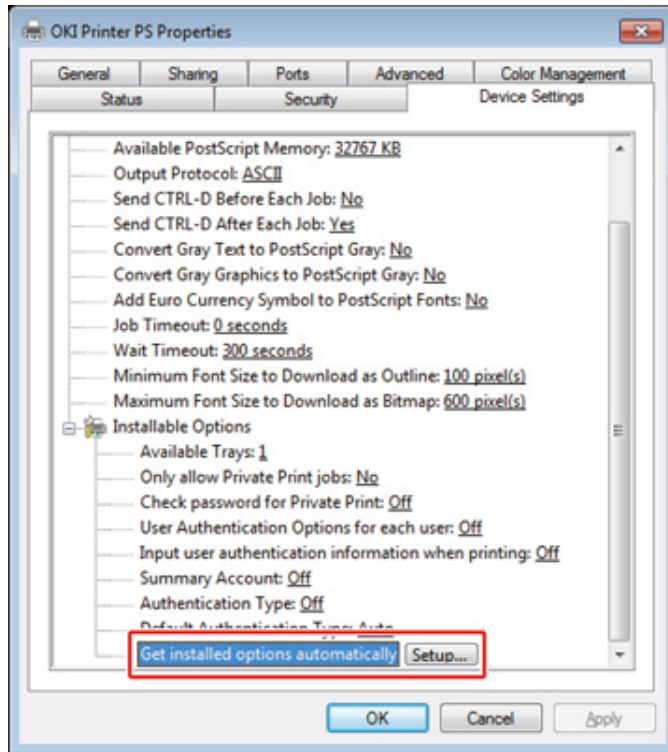 OKI Printer PS Properties
General Sharing Ports Advanced Color Management
Status Security Device Settings
Available PostScript Memory: 32767 KB
Output Protocol: ASCII
Send CTRL-D Before Each Job: No
Send CTRL-D After Each Job: Yes
Convert Gray Text to PostScript Gray: No
Convert Gray Graphics to PostScript Gray: No
Add Euro Currency Symbol to PostScript Fonts: No
Job Timeout: 0 seconds
Wait Timeout: 300 seconds
Minimum Font Size to Download as Outline: 100 pixel(s)
Maximum Font Size to Download as Bitmap: 600 pixel(s)
Installable Options
Available Trays: 1
Only allow Private Print jobs: No
Check password for Private Print: Off
User Authentication Options for each user: Off
Input user authentication information when printing: Off
Summary Account: Off
Authentication Type: Off
Default Authentication Type: Auto
Get installed options automatically Setup...
OK Cancel Apply